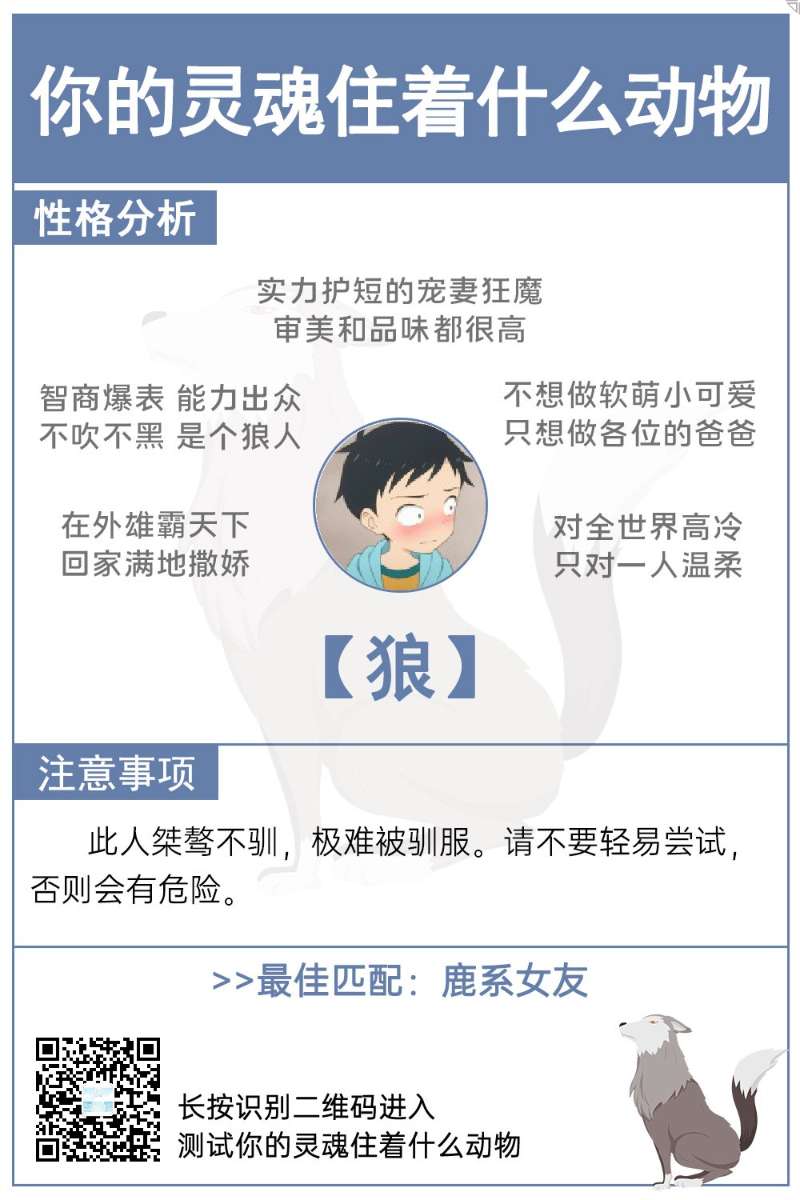 你的灵魂住着什么动物
性格分析
实力护短的宠妻狂魔
审美和品味都很高
智商爆表 能力出众
不吹不黑 是个狼人
不想做软萌小可爱
只想做各位的爸爸
在外雄霸天下
回家满地撒娇
对全世界高冷
只对一人温柔
【狼】
注意事项
此人桀骜不驯，极难被驯服。请不要轻易尝试，
否则会有危险。
>>最佳匹配：鹿系女友
长按识别二维码进入
测试你的灵魂住着什么动物